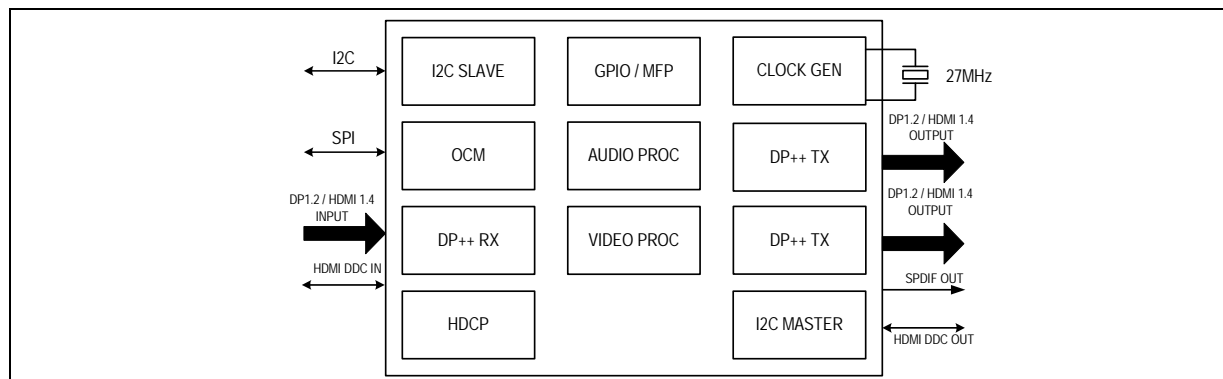 I2C
I2C SLAVE
GPIO / MFP
CLOCK GEN
27MHz
SPI
OCM
AUDIO PROC
DP++ TX
DP1.2 / HDMI 1.4
OUTPUT
DP1.2 / HDMI 1.4
INPUT
DP++ RX
VIDEO PROC
DP++ TX
DP1.2 / HDMI 1.4
OUTPUT
HDMI DDC IN
SPDIF OUT
HDCP
I2C MASTER
HDMI DDC OUT